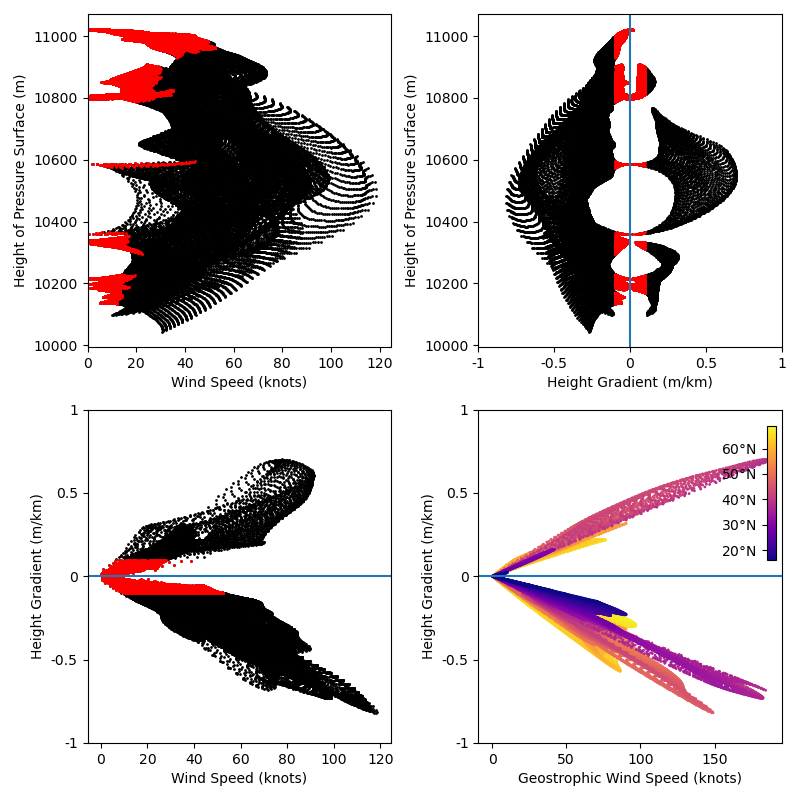 11000
10800
10600
10400
10200
10000
Height of Pressure Surface (m)
0 20 40 60 80 100 120
Wind Speed (knots)
11000
10800
10600
10400
10200
10000
Height of Pressure Surface (m)
-1 -0.5 0 0.5 1
Height Gradient (m/km)
1
0.5
0
-0.5
-1
Height Gradient (m/km)
0 20 40 60 80 100 120
Wind Speed (knots)
1
0.5
0
-0.5
-1
Height Gradient (m/km)
60°N
50°N
40°N
30°N
20°N
0 50 100 150
Geostrophic Wind Speed (knots)